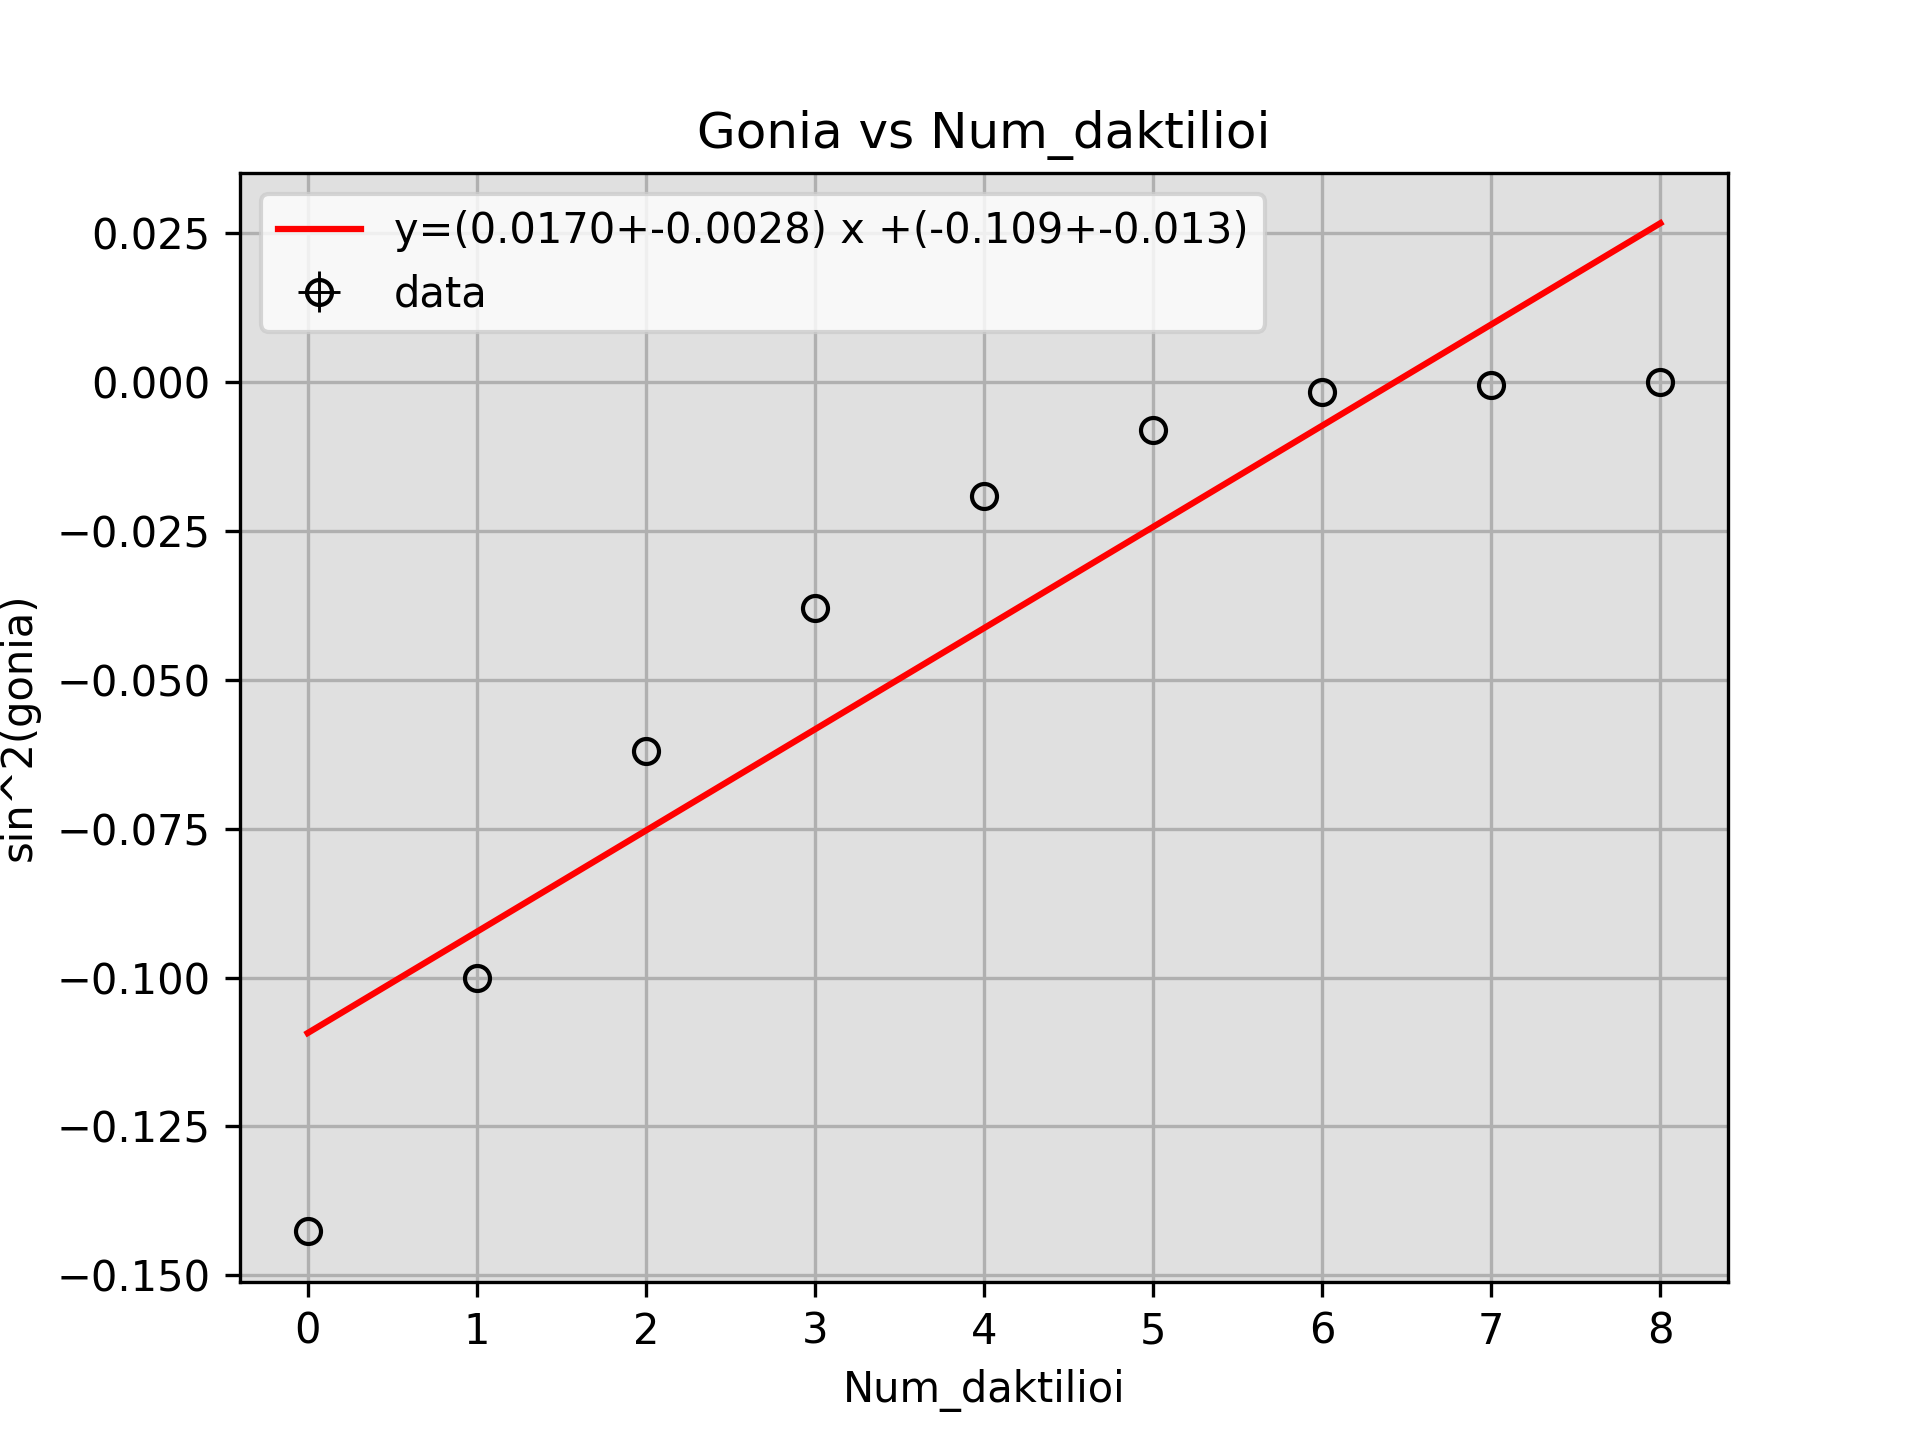 Gonia vs Num_daktilioi
y=(0.0170+-0.0028) x +(-0.109+-0.013)
data
0.025
0.000
−0.025
−0.050
−0.075
−0.100
−0.125
−0.150
sin^2(gonia)
0 1 2 3 4 5 6 7 8
Num_daktilioi